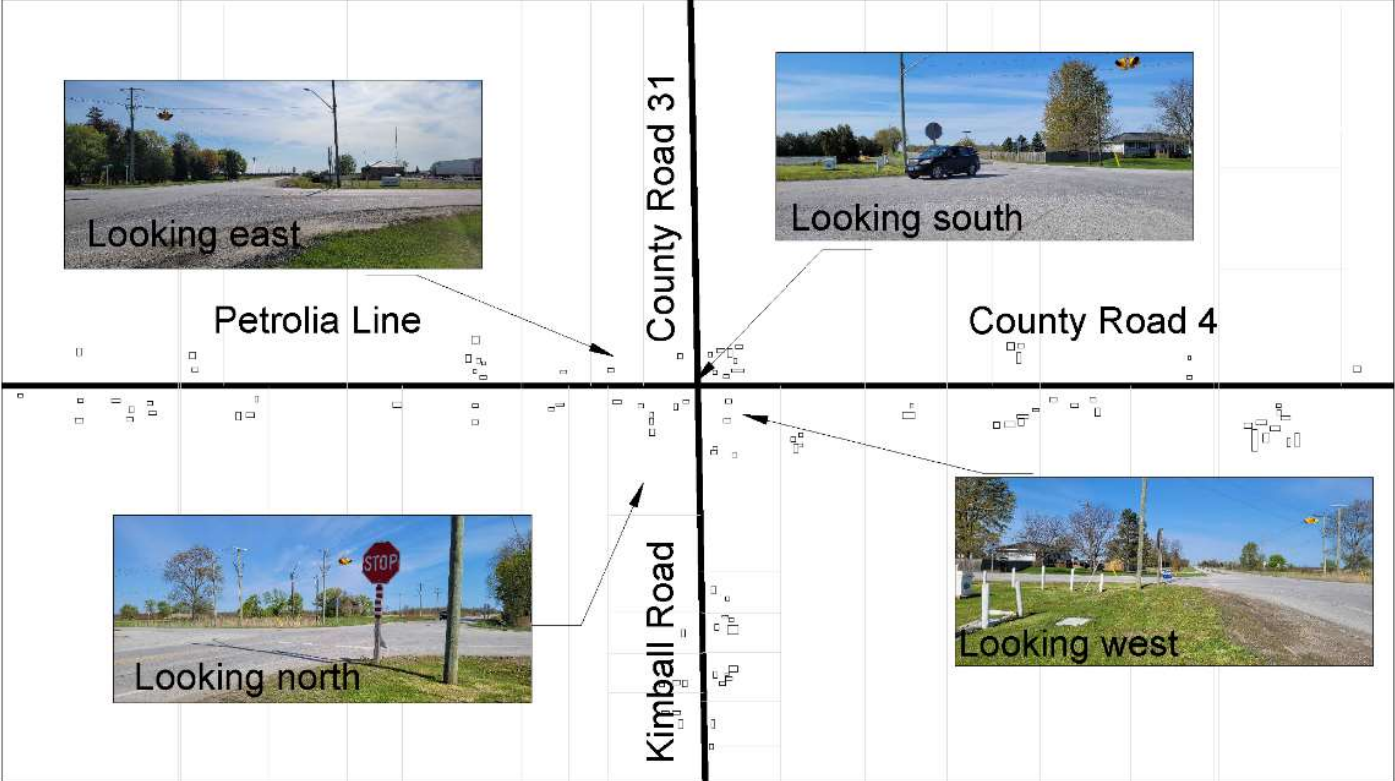 County Road 31
Looking east
Looking south
Petrolia Line
County Road 4
STOP
Looking north
Looking west
Kimball Road